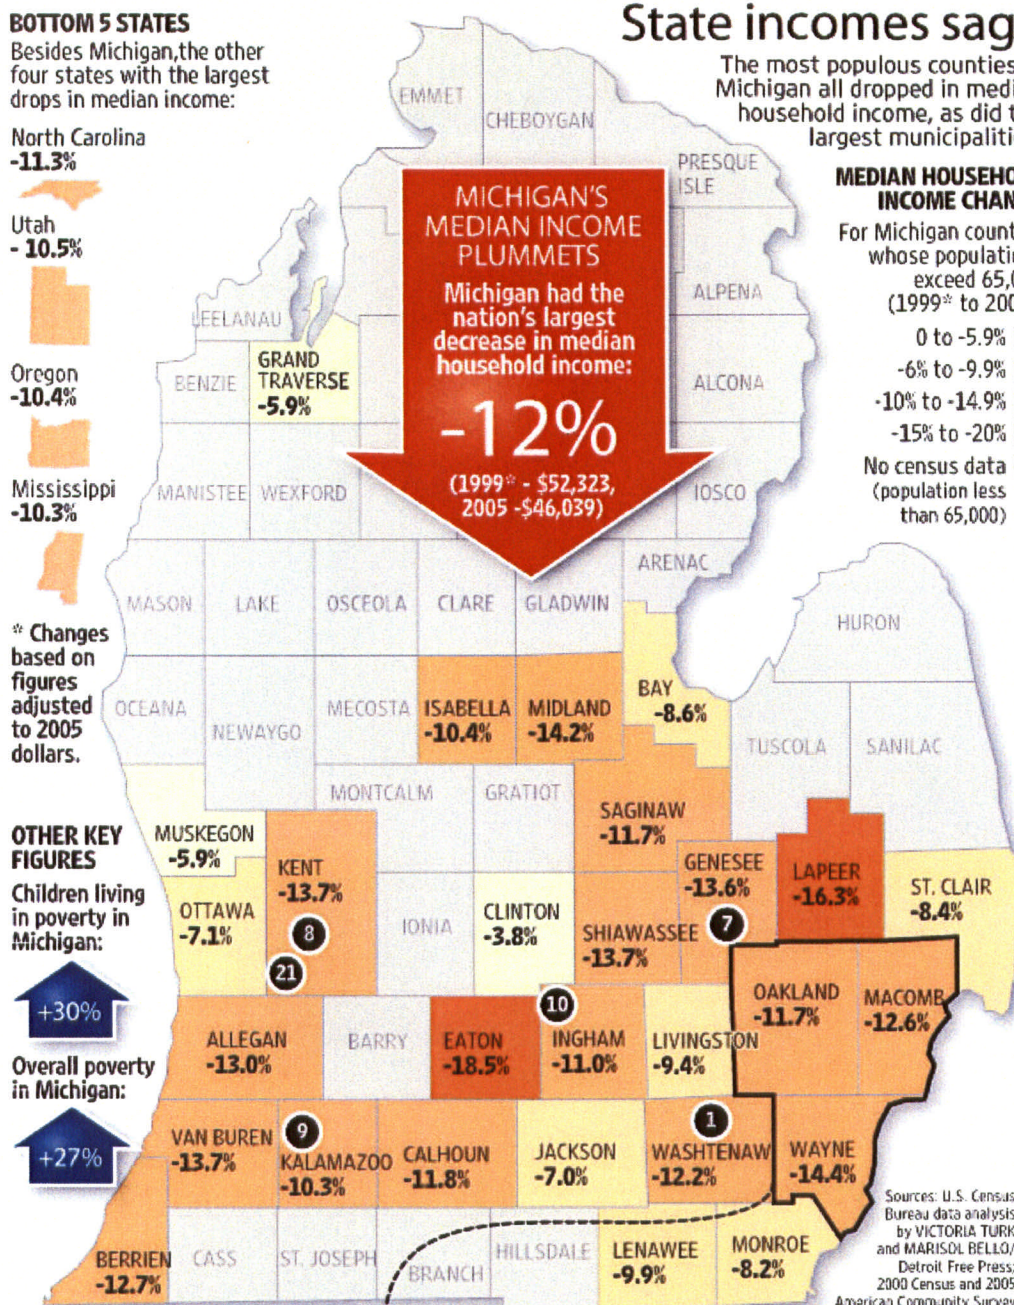 State incomes sag
The most populous counties
Michigan all dropped in medi
household income, as did t
largest municipaliti
BOTTOM 5 STATES
Besides Michigan,the other
four states with the largest
drops in median income:
North Carolina
-11.3%
Utah
- 10.5%
Oregon
-10.4%
Mississippi
-10.3%
* Changes
based on
figures
adjusted
to 2005
dollars.
OTHER KEY
FIGURES
Children living
in poverty in
Michigan:
+30%
Overall poverty
in Michigan:
+27%
MICHIGAN'S
MEDIAN INCOME
PLUMMETS
Michigan had the
nation's largest
decrease in median
household income:
-12%
(1999* - $52,323,
2005 -$46,039)
MEDIAN HOUSEHO
INCOME CHAN
For Michigan count
whose populatio
exceed 65,0
(1999* to 200
0 to -5.9%
-6% to -9.9%
-10% to -14.9%
-15% to -20%
No census data
(population less
than 65,000)
EMMET
CHEBOYGAN
PRESQUE
ISLE
ALPENA
LEELANAU
BENZIE
GRAND
TRAVERSE
-5.9%
ALCONA
MANISTEE
WEXFORD
IOSCO
ARENAC
MASON
LAKE
OSCEOLA
CLARE
GLADWIN
HURON
OCEANA
NEWAYGO
MECOSTA
ISABELLA
-10.4%
MIDLAND
-14.2%
BAY
-8.6%
TUSCOLA
SANILAC
MONTCALM
GRATIOT
SAGINAW
-11.7%
MUSKEGON
-5.9%
KENT
-13.7%
8
21
OTTAWA
-7.1%
IONIA
CLINTON
-3.8%
SHIAWASSEE
-13.7%
GENESEE
-13.6%
7
LAPEER
-16.3%
ST. CLAIR
-8.4%
ALLEGAN
-13.0%
BARRY
EATON
-18.5%
10
INGHAM
-11.0%
LIVINGSTON
-9.4%
OAKLAND
-11.7%
MACOMB
-12.6%
VAN BUREN
-13.7%
9
KALAMAZOO
-10.3%
CALHOUN
-11.8%
JACKSON
-7.0%
1
WASHTENAW
-12.2%
WAYNE
-14.4%
BERRIEN
-12.7%
CASS
ST. JOSEPH
BRANCH
HILLSDALE
LENAWEE
-9.9%
MONROE
-8.2%
Sources: U.S. Census
Bureau data analysis
by VICTORIA TURK
and MARISOL BELLO/
Detroit Free Press;
2000 Census and 2005
American Community Survey